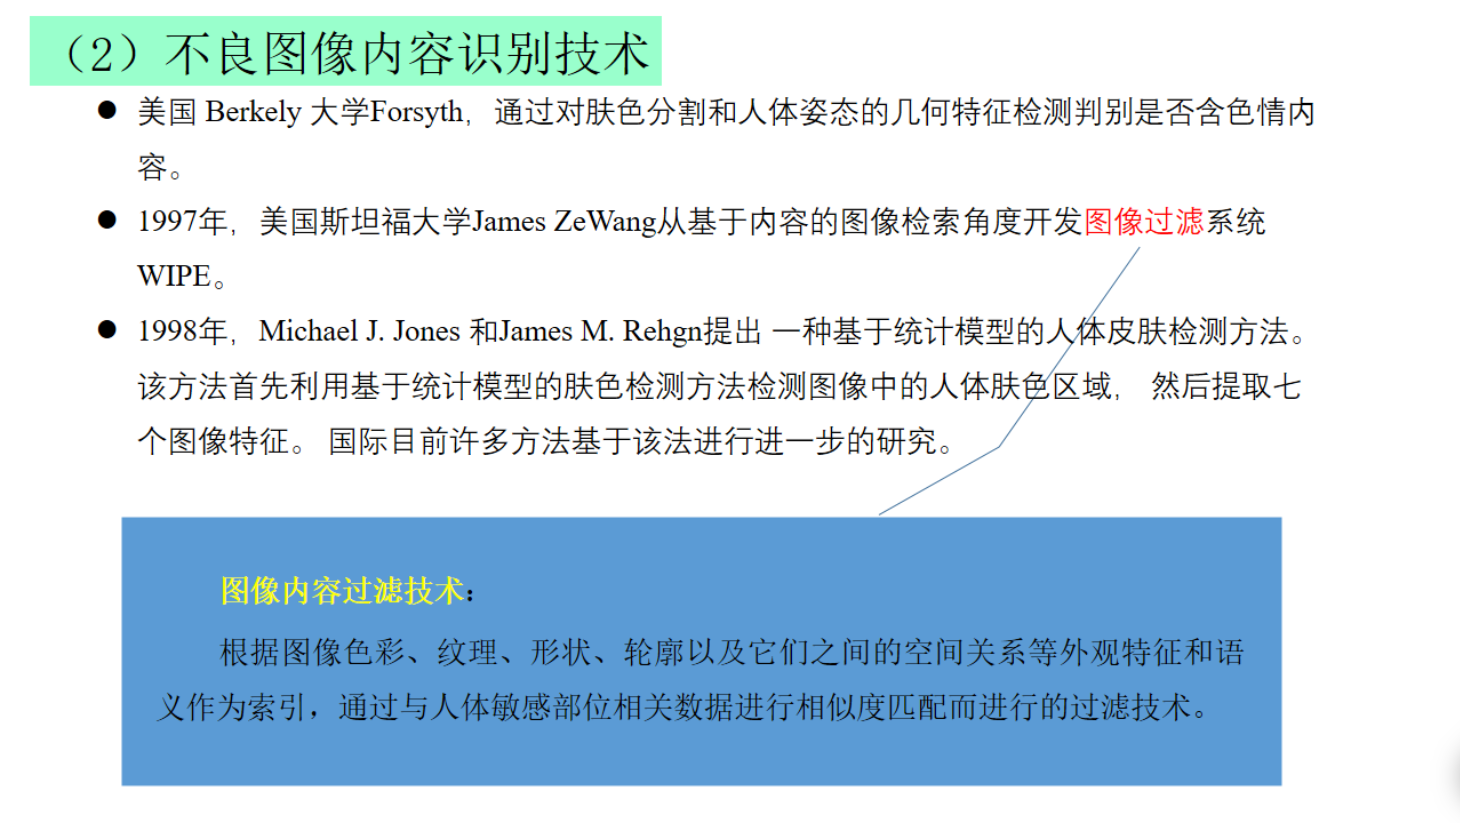 （2）不良图像内容识别技术
● 美国 Berkely 大学Forsyth，通过对肤色分割和人体姿态的几何特征检测判别是否含色情内
容。
● 1997年，美国斯坦福大学James ZeWang从基于内容的图像检索角度开发图像过滤系统
WIPE。
● 1998年，Michael J. Jones 和James M. Rehgn提出 一种基于统计模型的人体皮肤检测方法。
该方法首先利用基于统计模型的肤色检测方法检测图像中的人体肤色区域， 然后提取七
个图像特征。 国际目前许多方法基于该法进行进一步的研究。
图像内容过滤技术：
根据图像色彩、纹理、形状、轮廓以及它们之间的空间关系等外观特征和语
义作为索引，通过与人体敏感部位相关数据进行相似度匹配而进行的过滤技术。